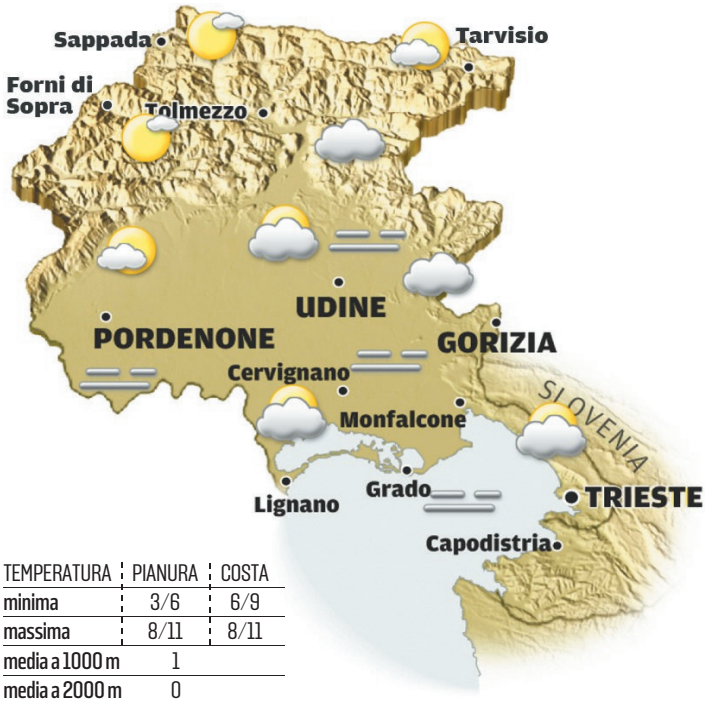 Sappada
Tarvisio
Forni di
Sopra
Tolmezzo
UDINE
PORDENONE
GORIZIA
Cervignano
SLOVENIA
Monfalcone
Lignano
Grado
TRIESTE
Capodistria
TEMPERATURA PIANURA COSTA
minima 3/6 6/9
massima 8/11 8/11
media a 1000 m 1
media a 2000 m 0